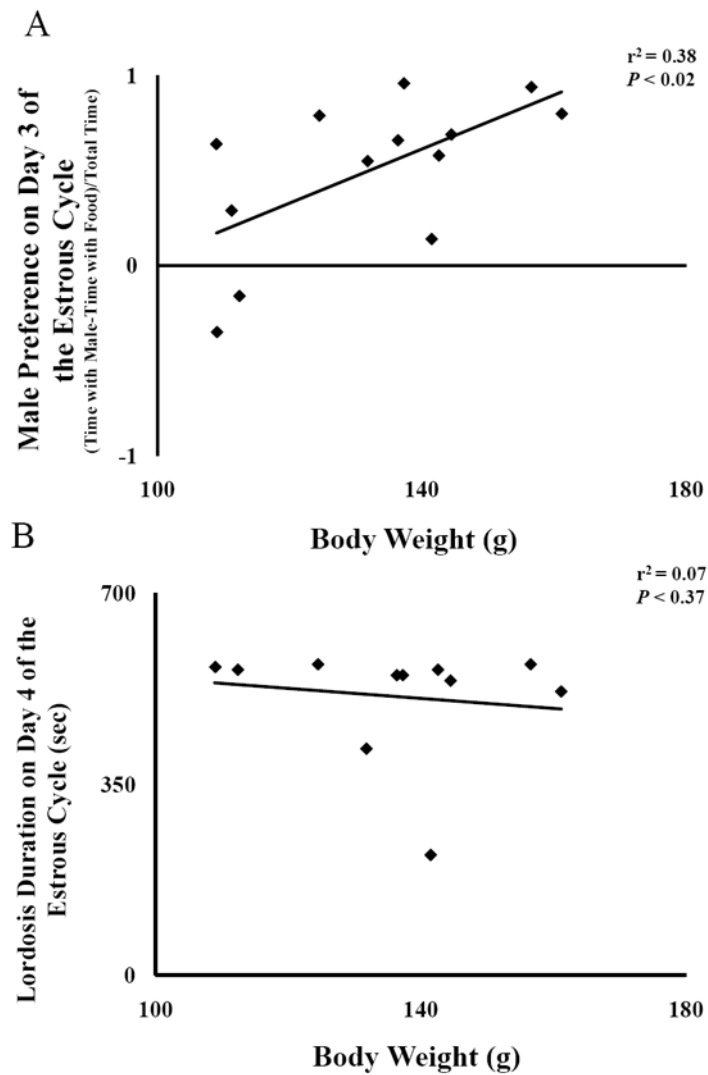 A
r² = 0.38
P < 0.02
Male Preference on Day 3 of
the Estrous Cycle
(Time with Male-Time with Food)/Total Time)
1
0
-1
100
140
180
Body Weight (g)
B
r² = 0.07
P < 0.37
Lordosis Duration on Day 4 of the
Estrous Cycle (sec)
700
350
0
100
140
180
Body Weight (g)